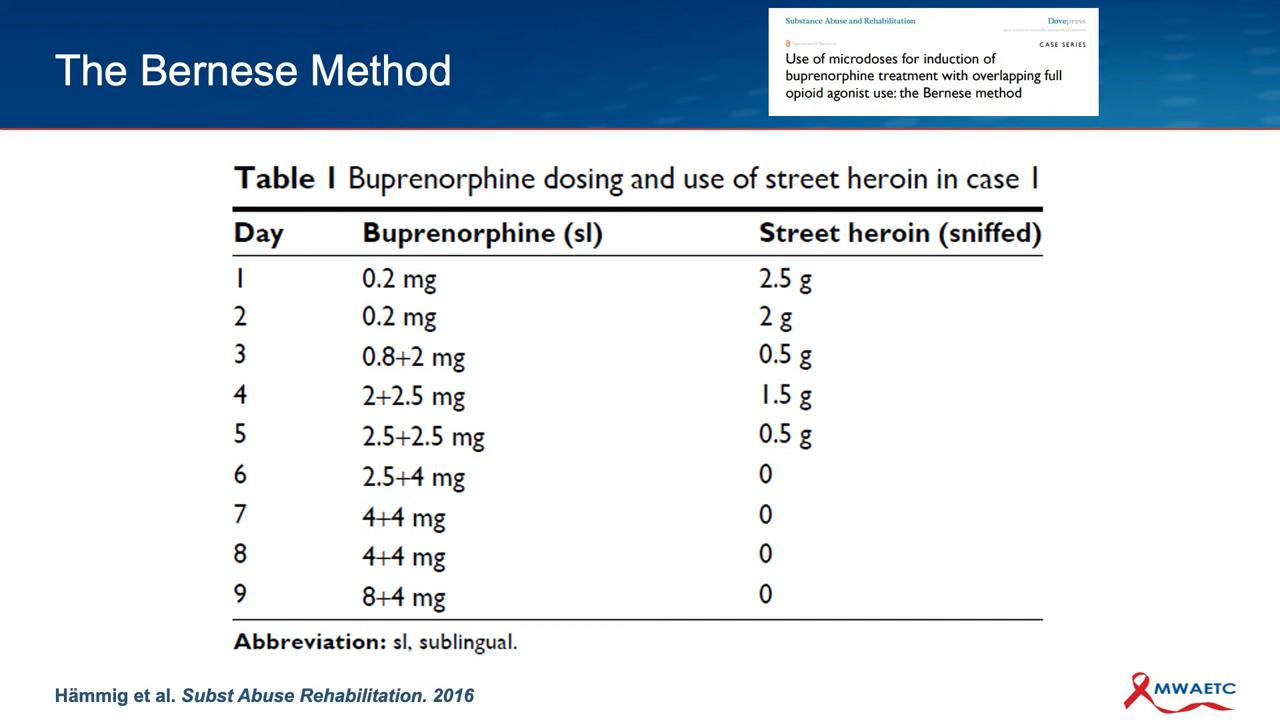 The Bernese Method
Substance Abuse and Rehabilitation Dovepress
CASE SERIES
Use of microdoses for induction of
buprenorphine treatment with overlapping full
opioid agonist use: the Bernese method
Table 1 Buprenorphine dosing and use of street heroin in case 1
Day Buprenorphine (sl) Street heroin (sniffed)
1 0.2 mg 2.5 g
2 0.2 mg 2 g
3 0.8+2 mg 0.5 g
4 2+2.5 mg 1.5 g
5 2.5+2.5 mg 0.5 g
6 2.5+4 mg 0
7 4+4 mg 0
8 4+4 mg 0
9 8+4 mg 0
Abbreviation: sl, sublingual.
Hämmig et al. Subst Abuse Rehabilitation. 2016
MWAETC